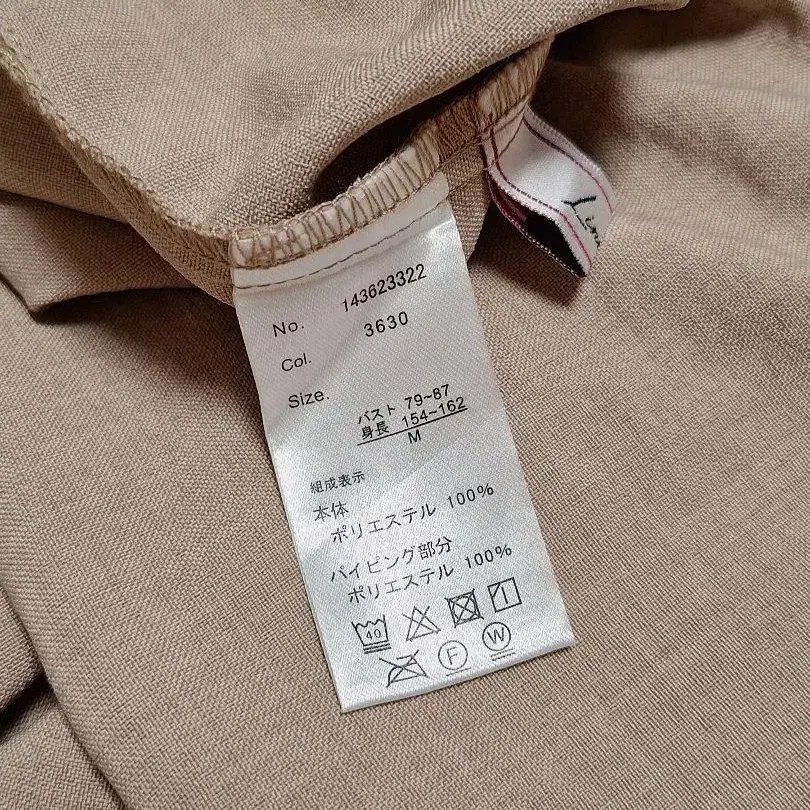 No. 143623322
Col. 3630
Size.
バスト 79~87
身長 154~162
M
組成表示
本体
ポリエステル 100%
パイピング部分
ポリエステル 100%
40
F
W